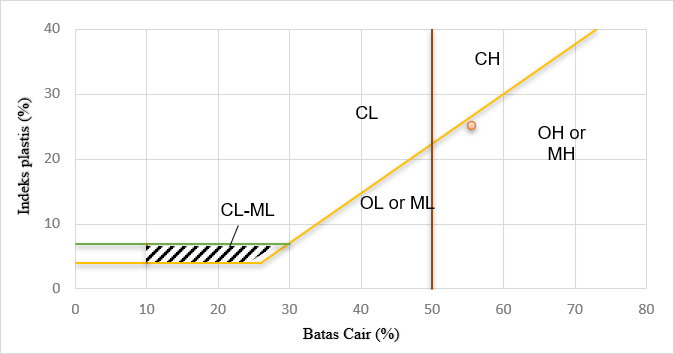 40
30
20
10
0
Indeks plastis (%)
CH
CL
OH or
MH
OL or ML
CL-ML
0 10 20 30 40 50 60 70 80
Batas Cair (%)